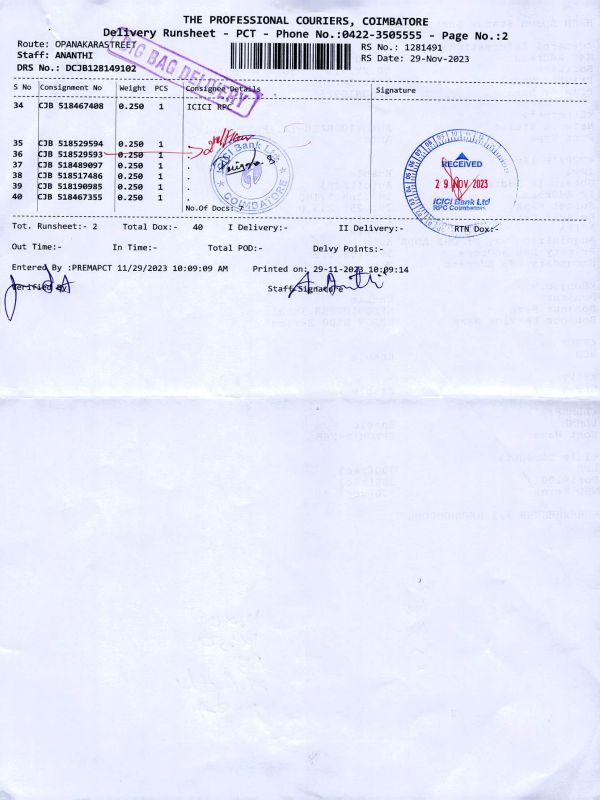 THE PROFESSIONAL COURIERS, COIMBATORE
Delivery Runsheet - PCT - Phone No.:0422-3505555 - Page No.:2
Route: OPANAKARASTREET
RS No.: 1281491
Staff: ANANTHI
RS Date: 29-Nov-2023
DRS No.: DCJB128149102
BIG BAG DELIVERY
S No Consignment No Weight PCS Consignee Details Signature
34 CJB 518467408 0.250 1 ICICI RPC
35 CJB 518529594 0.250 1 .
36 CJB 518529593 0.250 1 .
37 CJB 518489097 0.250 1 .
38 CJB 518517486 0.250 1 .
39 CJB 518190985 0.250 1 .
40 CJB 518467355 0.250 1 .
2nd Floor
ICICI Bank Ltd
COIMBATORE
RECEIVED
29 NOV 2023
ICICI Bank Ltd
RPC Coimbatore
No.Of Docs: 7
Tot. Runsheet:- 2 Total Dox:- 40 I Delivery:- II Delivery:- RTN Dox:-
Out Time:- In Time:- Total POD:- Delvy Points:-
Entered By :PREMAPCT 11/29/2023 10:09:09 AM Printed on: 29-11-2023 10:09:14
Verified By Staff Signature
A. Ananthi